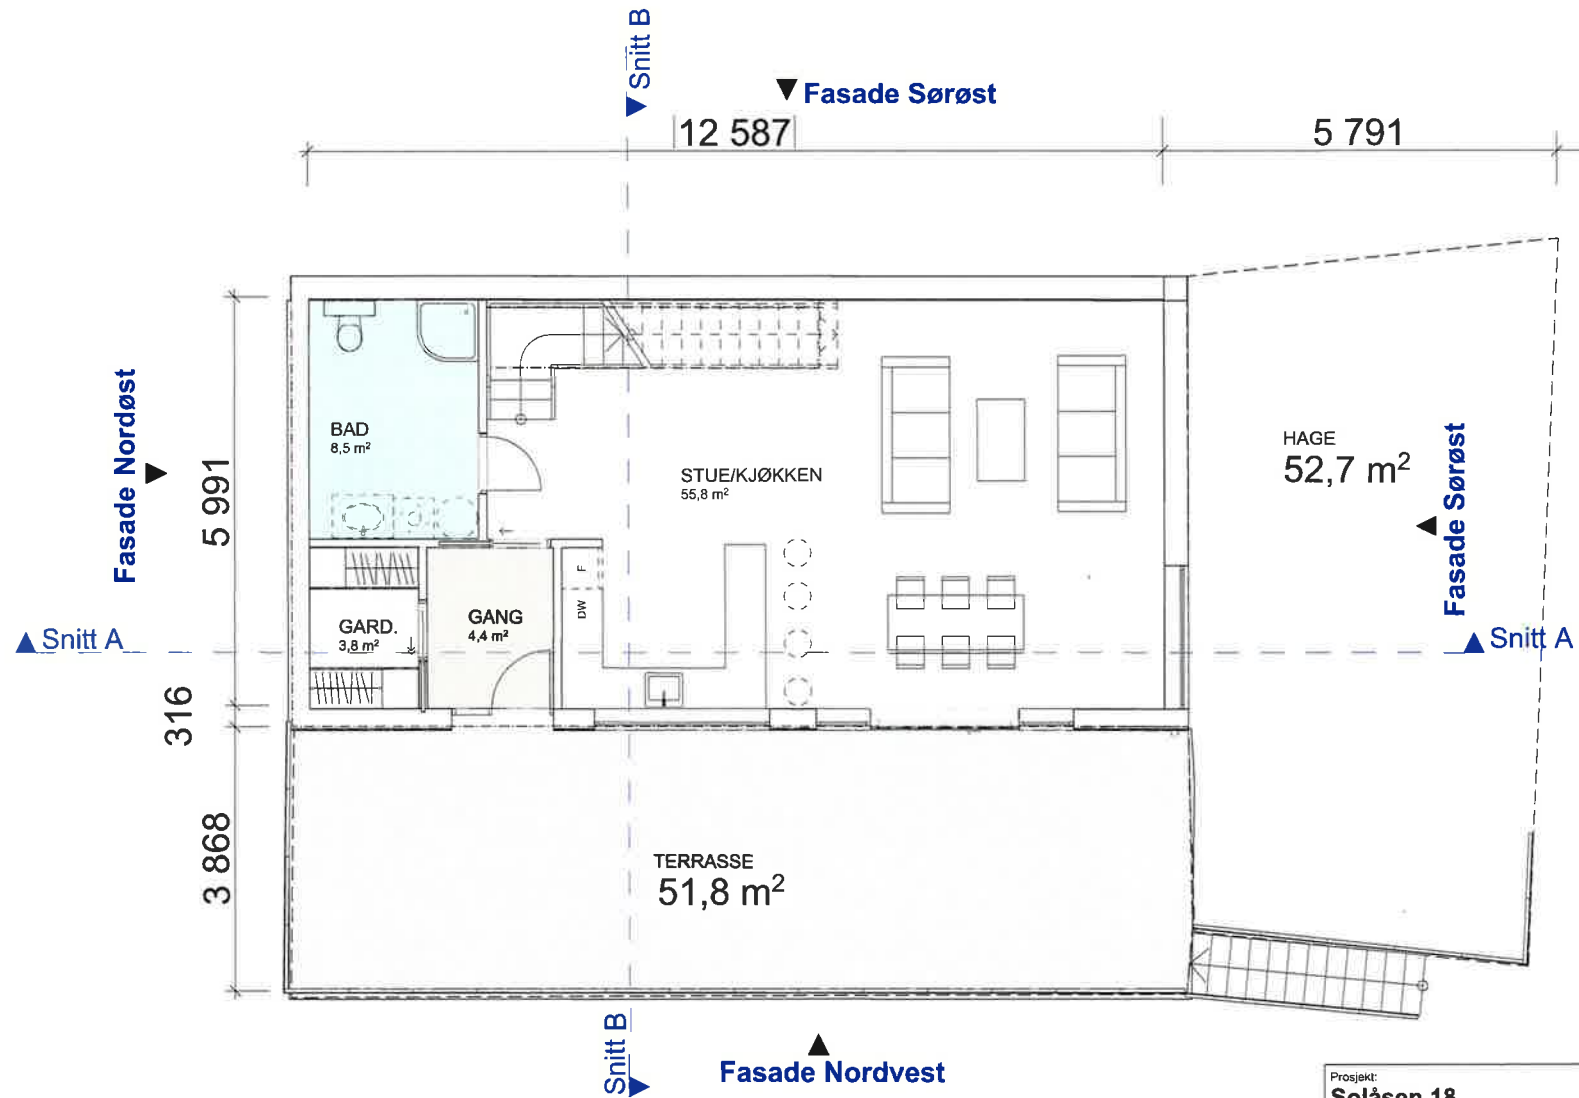 Snitt B
Fasade Sørøst
12 587
5 791
Fasade Nordøst
5 991
BAD
8,5 m²
STUE/KJØKKEN
55,8 m²
HAGE
52,7 m²
Fasade Sørøst
F
DW
GARD.
3,8 m²
GANG
4,4 m²
Snitt A
Snitt A
316
3 868
TERRASSE
51,8 m²
Snitt B
Fasade Nordvest
Prosjekt:
Solåsen 18